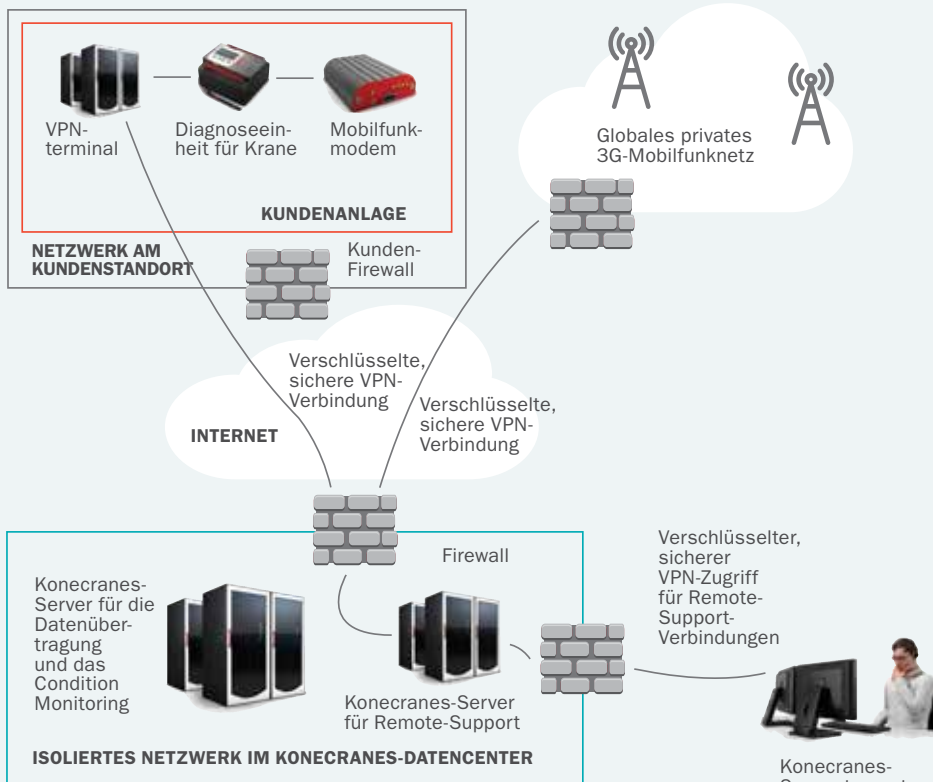 VPN-
terminal
Diagnoseein-
heit für Krane
Mobilfunk-
modem
KUNDENANLAGE
NETZWERK AM
KUNDENSTANDORT
Kunden-
Firewall
Globales privates
3G-Mobilfunknetz
Verschlüsselte,
sichere VPN-
Verbindung
Verschlüsselte,
sichere VPN-
Verbindung
INTERNET
Firewall
Konecranes-
Server für die
Datenüber-
tragung
und das
Condition
Monitoring
Konecranes-Server
für Remote-Support
Verschlüsselter,
sicherer
VPN-Zugriff
für Remote-
Support-
Verbindungen
ISOLIERTES NETZWERK IM KONECRANES-DATENCENTER
Konecranes-